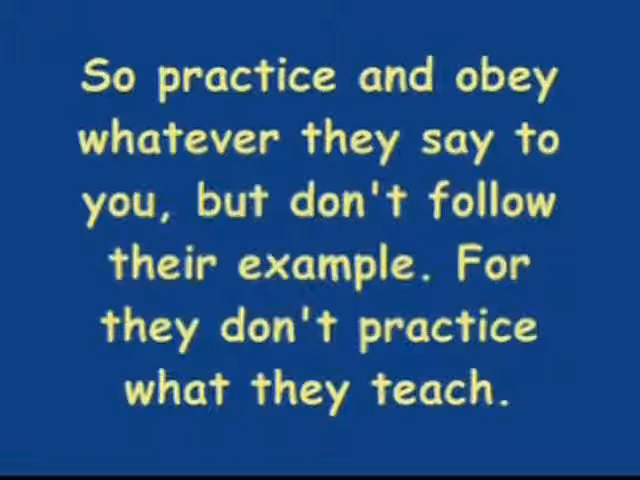 So practice and obey
whatever they say to
you, but don't follow
their example. For
they don't practice
what they teach.